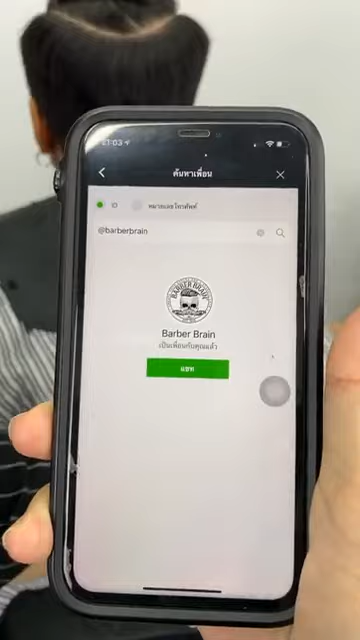 21:03
ค้นหาเพื่อน
ID
หมายเลขโทรศัพท์
@barberbrain
BARBER BRAIN
Barber Brain
เป็นเพื่อนกับคุณแล้ว
แชท